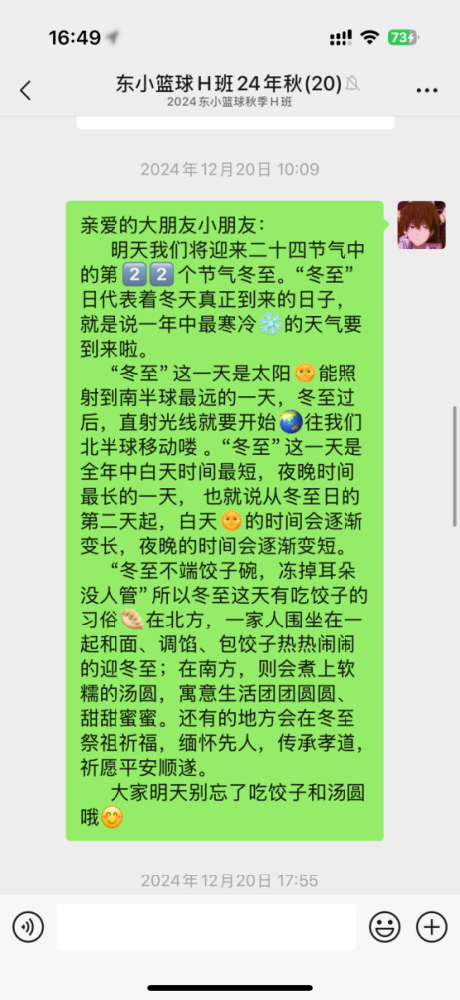 16:49
73
东小篮球H班24年秋(20)
2024东小篮球秋季H班
2024年12月20日 10:09
亲爱的大朋友小朋友：
明天我们将迎来二十四节气中
的第2️⃣2️⃣个节气冬至。“冬至”
日代表着冬天真正到来的日子，
就是说一年中最寒冷❄️的天气要
到来啦。
“冬至” 这一天是太阳🌞能照
射到南半球最远的一天，冬至过
后，直射光线就要开始🌏往我们
北半球移动喽 。“冬至” 这一天是
全年中白天时间最短，夜晚时间
最长的一天， 也就说从冬至日的
第二天起，白天🌞的时间会逐渐
变长，夜晚的时间会逐渐变短。
“冬至不端饺子碗，冻掉耳朵
没人管” 所以冬至这天有吃饺子的
习俗🥟在北方，一家人围坐在一
起和面、调馅、包饺子热热闹闹
的迎冬至；在南方，则会煮上软
糯的汤圆，寓意生活团团圆圆、
甜甜蜜蜜。还有的地方会在冬至
祭祖祈福，缅怀先人，传承孝道，
祈愿平安顺遂。
大家明天别忘了吃饺子和汤圆
哦😊
2024年12月20日 17:55